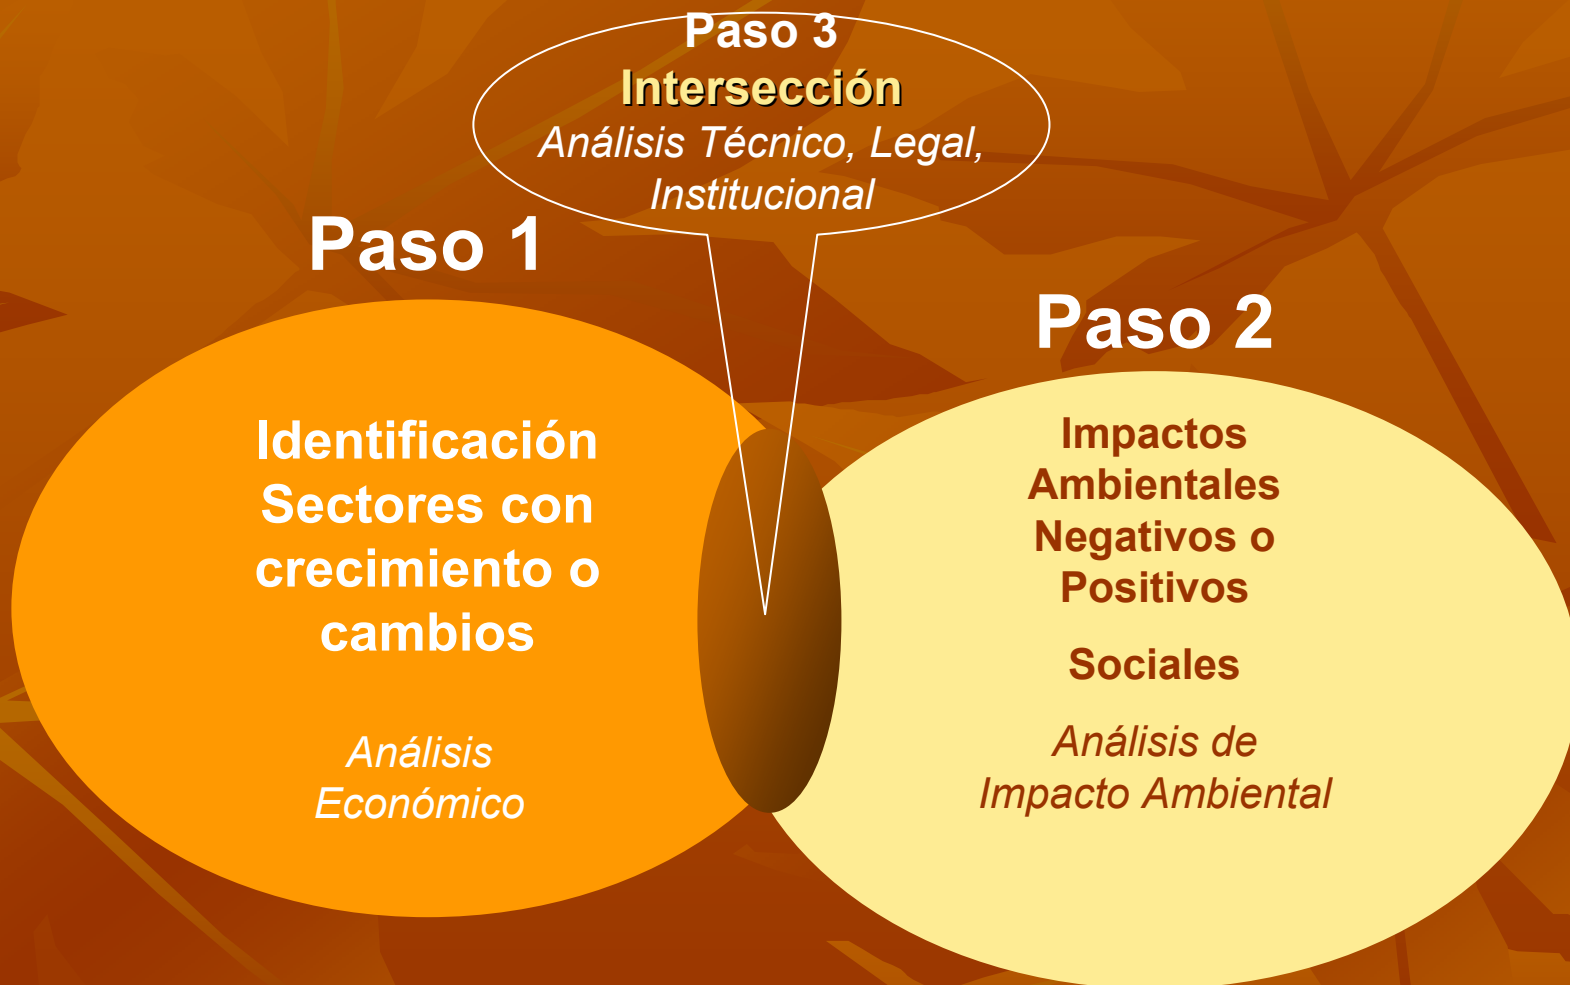 Paso 3
Intersección
Análisis Técnico, Legal,
Institucional
Paso 1
Identificación
Sectores con
crecimiento o
cambios
Análisis
Económico
Paso 2
Impactos
Ambientales
Negativos o
Positivos
Sociales
Análisis de
Impacto Ambiental